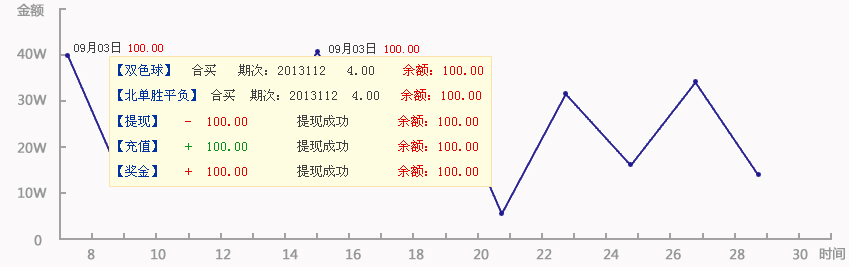 金额
09月03日 100.00
09月03日 100.00
40W
30W
20W
10W
0
【双色球】 合买 期次：2013112 4.00 余额：100.00
【北单胜平负】 合买 期次：2013112 4.00 余额：100.00
【提现】 - 100.00 提现成功 余额：100.00
【充值】 + 100.00 提现成功 余额：100.00
【奖金】 + 100.00 提现成功 余额：100.00
8 10 12 14 16 18 20 22 24 26 28 30 时间